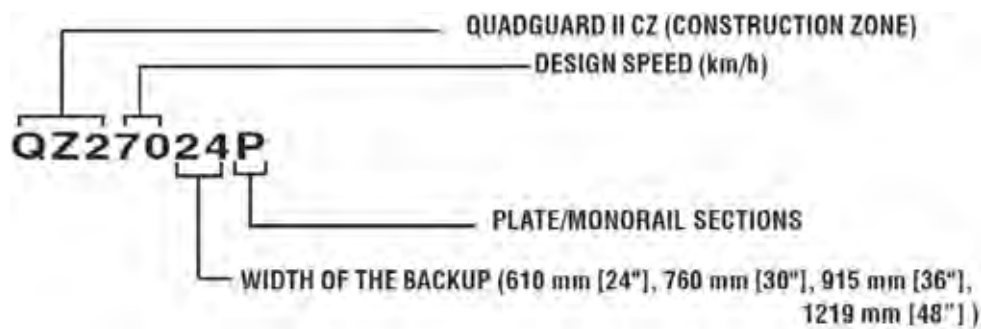 QUADGUARD II CZ (CONSTRUCTION ZONE)
DESIGN SPEED (km/h)
QZ27024P
PLATE/MONORAIL SECTIONS
WIDTH OF THE BACKUP (610 mm [24"], 760 mm [30"], 915 mm [36"],
1219 mm [48"] )